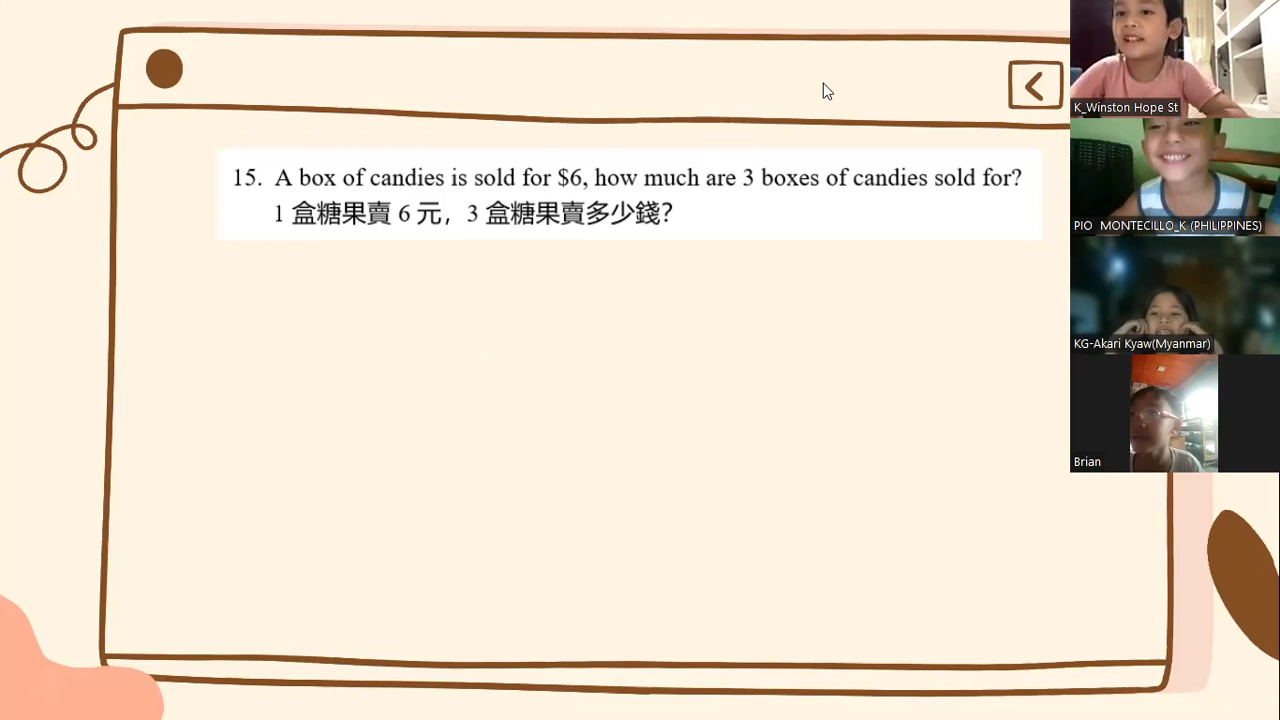 15. A box of candies is sold for $6, how much are 3 boxes of candies sold for?
1 盒糖果賣 6 元，3 盒糖果賣多少錢?
K_Winston Hope St
PIO MONTECILLO_K (PHILIPPINES)
KG-Akari Kyaw(Myanmar)
Brian